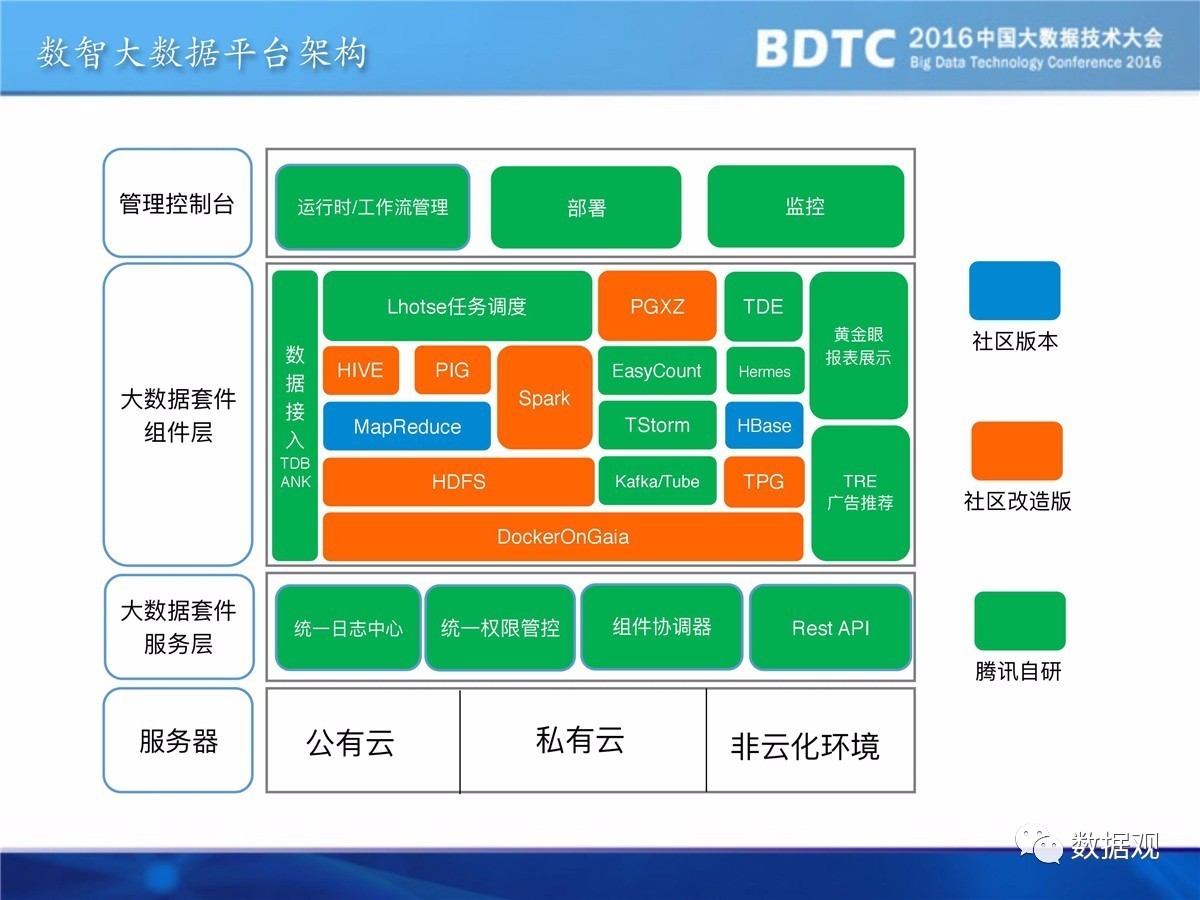 数智大数据平台架构
BDTC
2016中国大数据技术大会
Big Data Technology Conference 2016
管理控制台
运行时/工作流管理
部署
监控
大数据套件
组件层
数
据
接
入
TDB
ANK
Lhotse任务调度
PGXZ
TDE
黄金眼
报表展示
HIVE
PIG
Spark
EasyCount
Hermes
MapReduce
TStorm
HBase
HDFS
Kafka/Tube
TPG
TRE
广告推荐
DockerOnGaia
大数据套件
服务层
统一日志中心
统一权限管控
组件协调器
Rest API
服务器
公有云
私有云
非云化环境
社区版本
社区改造版
腾讯自研
数据观